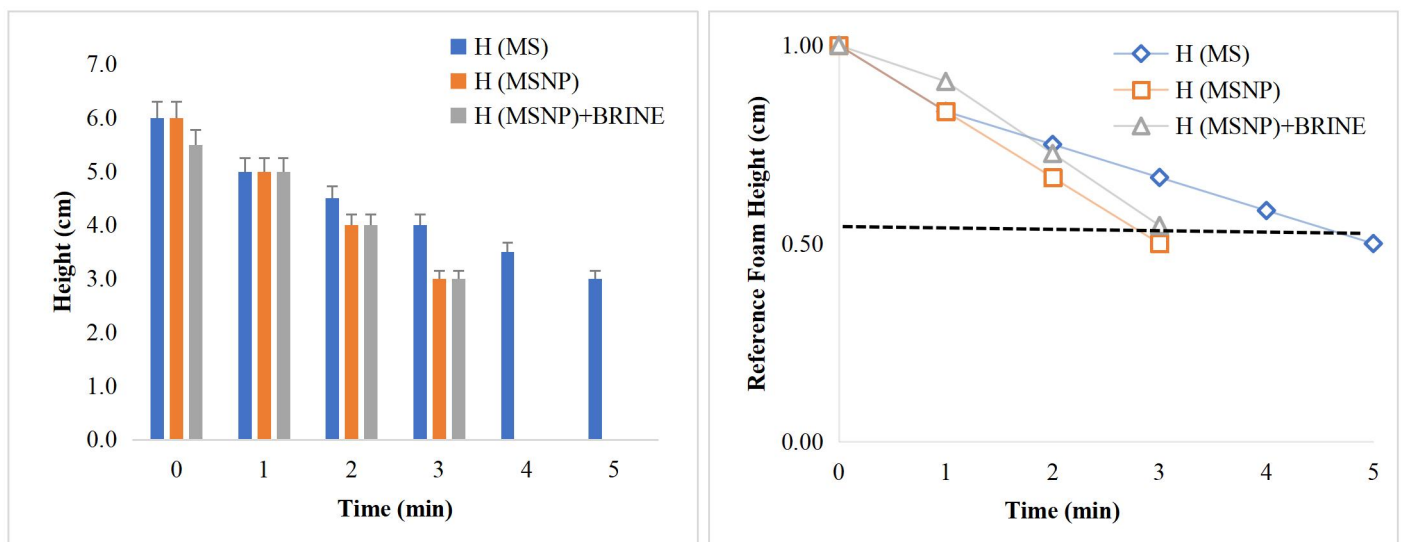 H (MS)
H (MSNP)
H (MSNP)+BRINE
7.0
6.0
5.0
4.0
3.0
2.0
1.0
0.0
Height (cm)
0 1 2 3 4 5
Time (min)
H (MS)
H (MSNP)
H (MSNP)+BRINE
1.00
0.50
0.00
Reference Foam Height (cm)
0 1 2 3 4 5
Time (min)